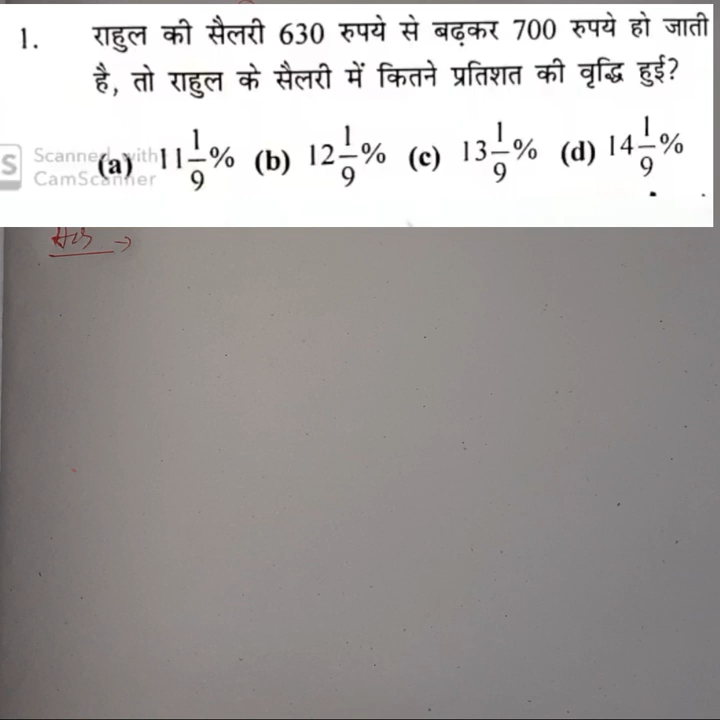 1. राहुल की सैलरी 630 रुपये से बढ़कर 700 रुपये हो जाती
है, तो राहुल के सैलरी में कितने प्रतिशत की वृद्धि हुई?
(a) 11 1/9 % (b) 12 1/9 % (c) 13 1/9 % (d) 14 1/9 %
S Scanned with
CamScanner